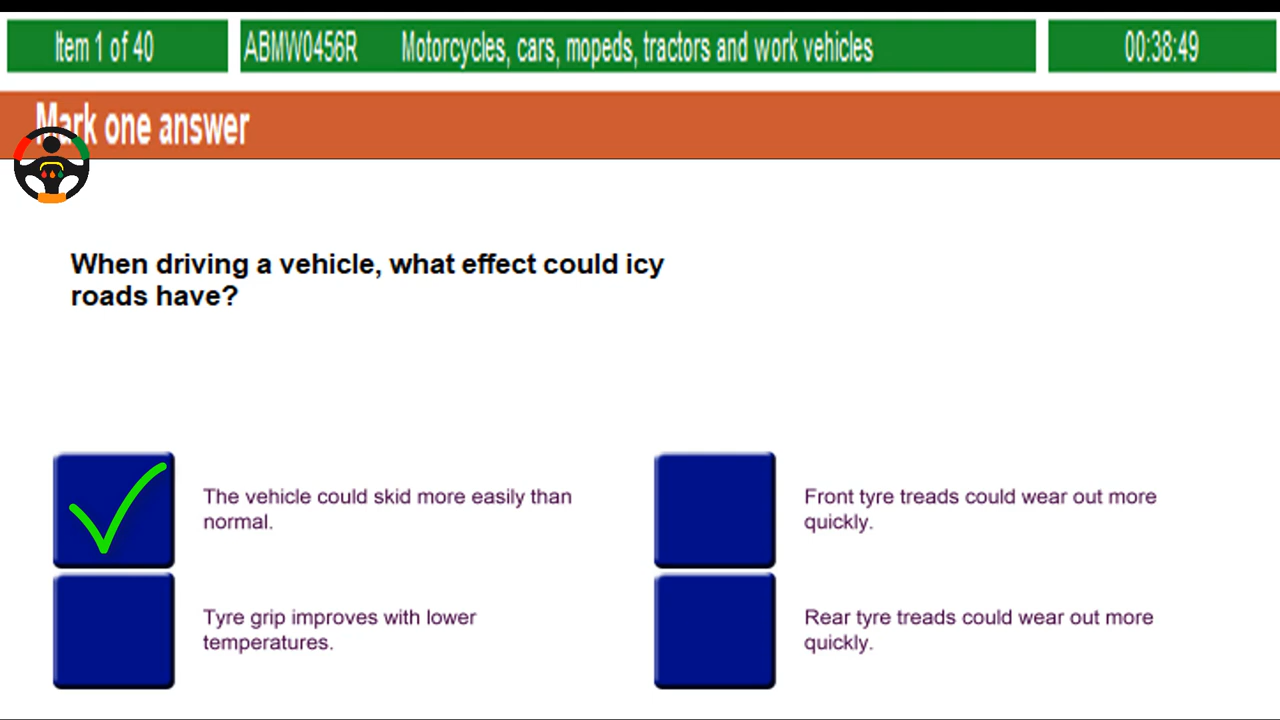 Item 1 of 40
ABMW0456R Motorcycles, cars, mopeds, tractors and work vehicles
00:38:49
Mark one answer
When driving a vehicle, what effect could icy
roads have?
The vehicle could skid more easily than
normal.
Front tyre treads could wear out more
quickly.
Tyre grip improves with lower
temperatures.
Rear tyre treads could wear out more
quickly.